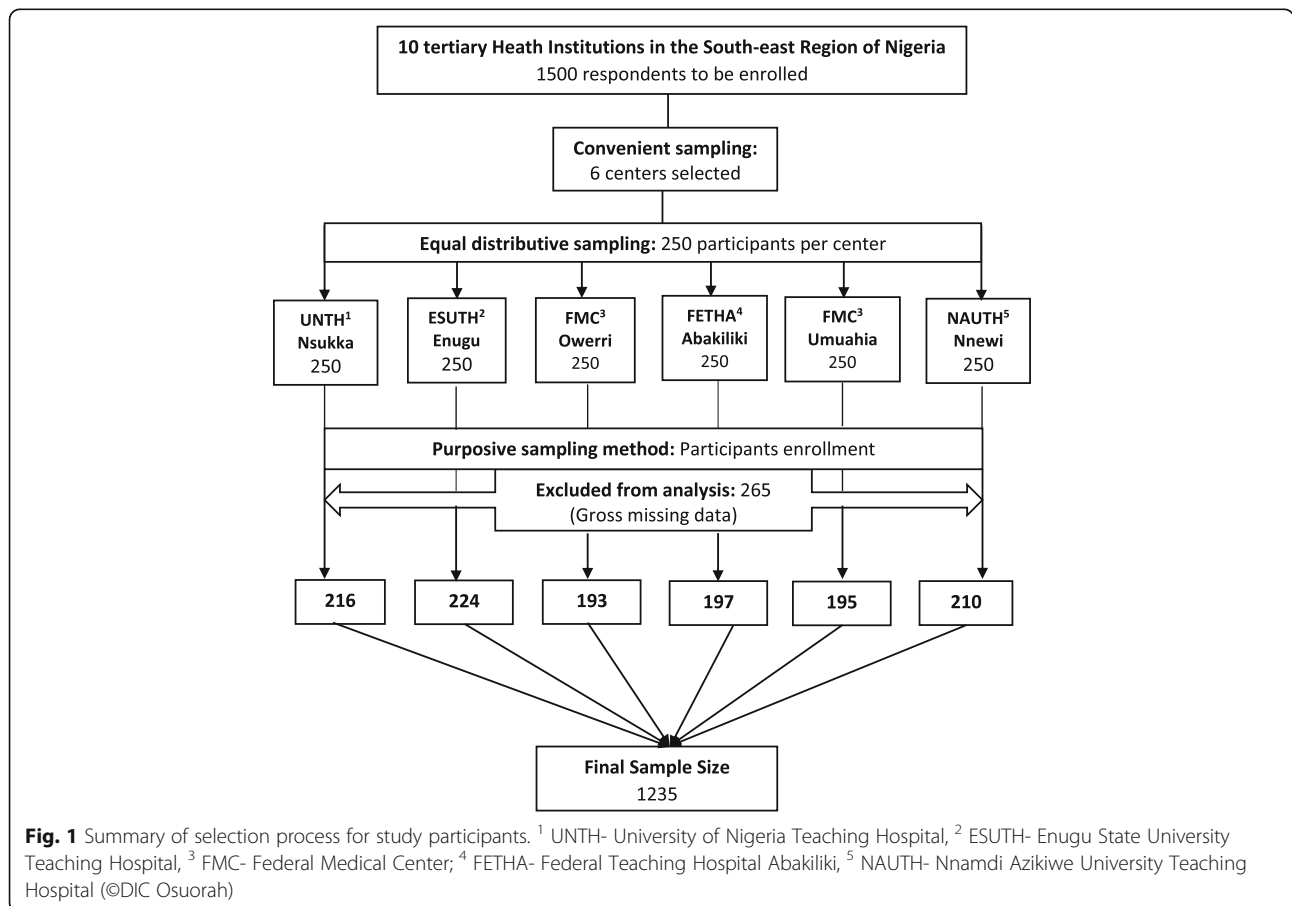 10 tertiary Heath Institutions in the South-east Region of Nigeria
1500 respondents to be enrolled
Convenient sampling:
6 centers selected
Equal distributive sampling: 250 participants per center
UNTH¹
Nsukka
250
ESUTH²
Enugu
250
FMC³
Owerri
250
FETHA⁴
Abakiliki
250
FMC³
Umuahia
250
NAUTH⁵
Nnewi
250
Purposive sampling method: Participants enrollment
Excluded from analysis: 265
(Gross missing data)
216 224 193 197 195 210
Final Sample Size
1235
Fig. 1 Summary of selection process for study participants. ¹ UNTH- University of Nigeria Teaching Hospital, ² ESUTH- Enugu State University
Teaching Hospital, ³ FMC- Federal Medical Center; ⁴ FETHA- Federal Teaching Hospital Abakiliki, ⁵ NAUTH- Nnamdi Azikiwe University Teaching
Hospital (©DIC Osuorah)